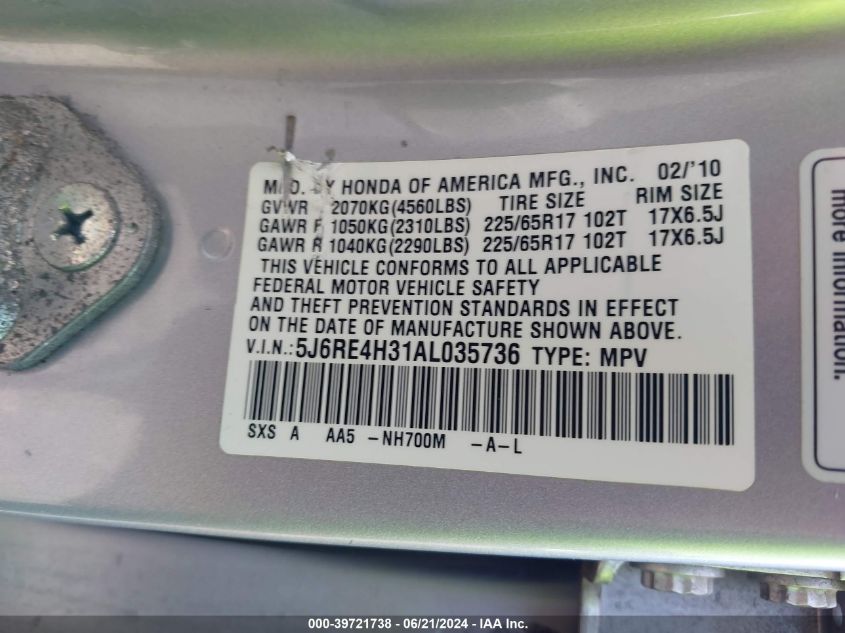 MFD. BY HONDA OF AMERICA MFG., INC. 02/'10
GVWR 2070KG(4560LBS) TIRE SIZE RIM SIZE
GAWR F 1050KG(2310LBS) 225/65R17 102T 17X6.5J
GAWR R 1040KG(2290LBS) 225/65R17 102T 17X6.5J
THIS VEHICLE CONFORMS TO ALL APPLICABLE
FEDERAL MOTOR VEHICLE SAFETY
AND THEFT PREVENTION STANDARDS IN EFFECT
ON THE DATE OF MANUFACTURE SHOWN ABOVE.
V.I.N.: 5J6RE4H31AL035736 TYPE: MPV
SXS A AA5 -NH700M -A-L
more information.
000-39721738 - 06/21/2024 - IAA Inc.